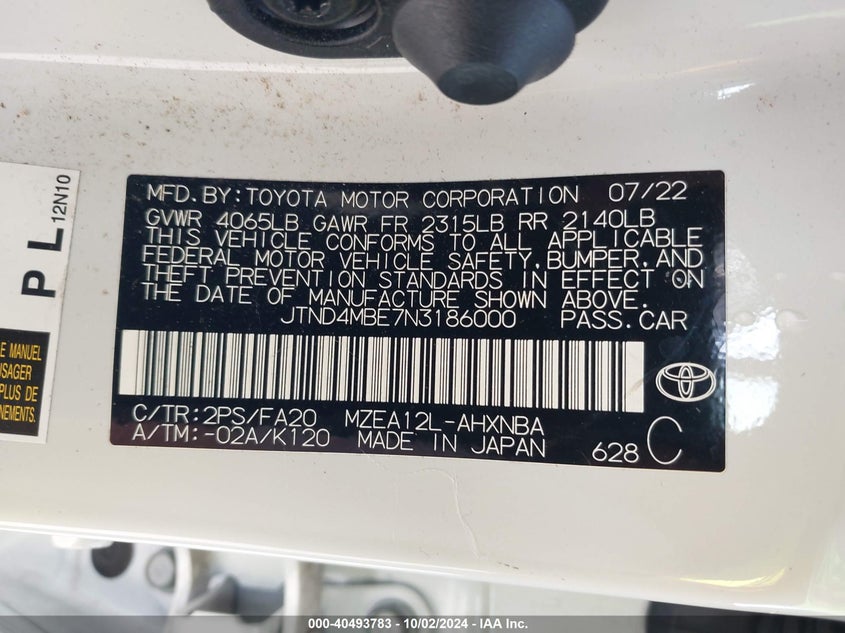 MFD. BY: TOYOTA MOTOR CORPORATION 07/22
GVWR 4065LB GAWR FR 2315LB RR 2140LB
THIS VEHICLE CONFORMS TO ALL APPLICABLE
FEDERAL MOTOR VEHICLE SAFETY, BUMPER, AND
THEFT PREVENTION STANDARDS IN EFFECT ON
THE DATE OF MANUFACTURE SHOWN ABOVE.
JTND4MBE7N3186000 PASS.CAR
C/TR:2PS/FA20 MZEA12L-AHXNBA
A/TM:-02A/K120 MADE IN JAPAN 628 C
P L 12N10
E MANUEL
USAGER
PLUS DE
NEMENTS.
000-40493783 - 10/02/2024 - IAA, Inc.